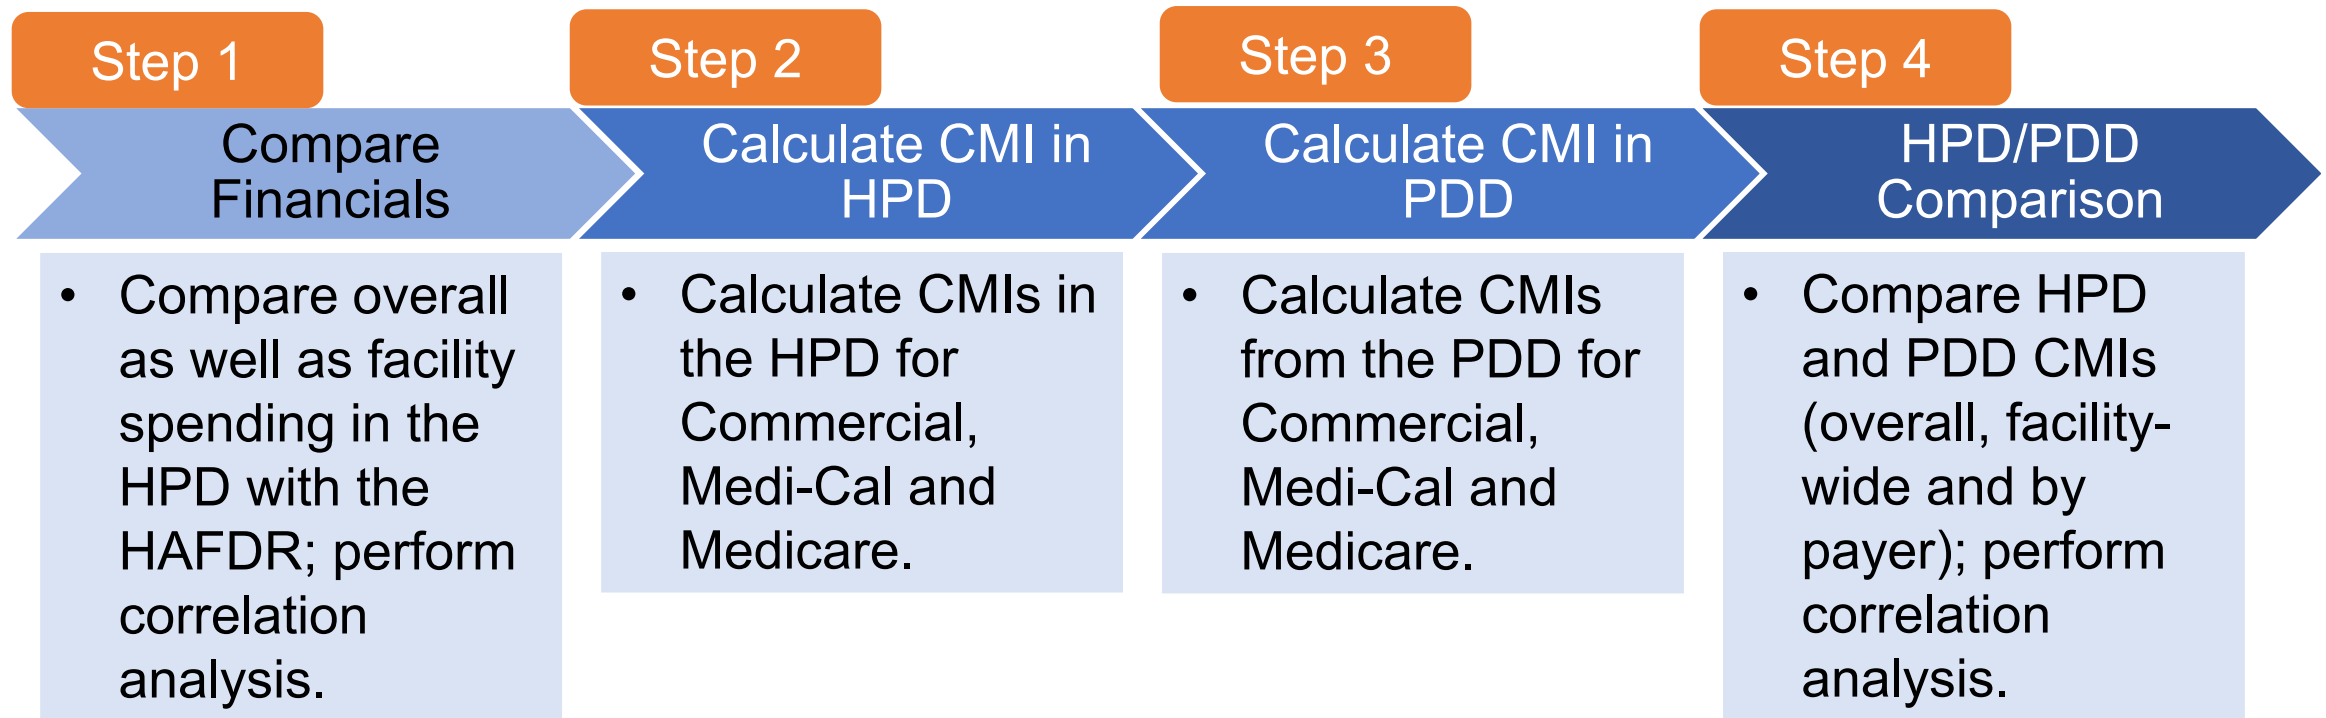 Step 1
Compare
Financials
• Compare overall
as well as facility
spending in the
HPD with the
HAFDR; perform
correlation
analysis.
Step 2
Calculate CMI in
HPD
• Calculate CMIs in
the HPD for
Commercial,
Medi-Cal and
Medicare.
Step 3
Calculate CMI in
PDD
• Calculate CMIs
from the PDD for
Commercial,
Medi-Cal and
Medicare.
Step 4
HPD/PDD
Comparison
• Compare HPD
and PDD CMIs
(overall, facility-
wide and by
payer); perform
correlation
analysis.